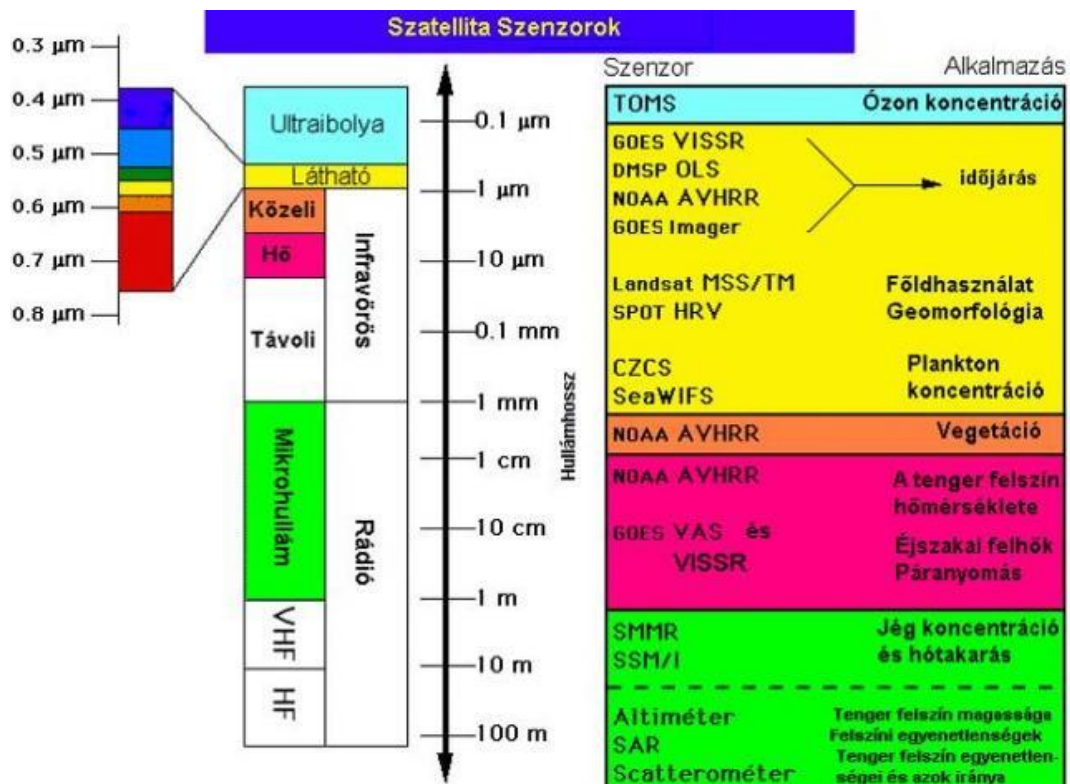 Szatellita Szenzorok
0.3 µm
0.4 µm
0.5 µm
0.6 µm
0.7 µm
0.8 µm
Ultraibolya
Látható
Közeli
Hő
Távoli
Infravörös
Mikrohullám
VHF
HF
Rádió
0.1 µm
1 µm
10 µm
0.1 mm
1 mm
1 cm
10 cm
1 m
10 m
100 m
Hullámhossz
Szenzor Alkalmazás
TOMS Ózon koncentráció
GOES VISSR
DMSP OLS
NOAA AVHRR
GOES Imager
időjárás
Landsat MSS/TM Főldhasználat
SPOT HRV Geomorfológia
CZCS Plankton
SeaWIFS koncentráció
NOAA AVHRR Vegetáció
NOAA AVHRR A tenger felszín
hőmérséklete
GOES VAS és Éjszakai felhők
VISSR Páranyomás
SMMR Jég koncentráció
SSM/I és hótakarás
Altiméter Tenger felszín magassága
SAR Felszíni egyenetlenségek
Scatterométer Tenger felszín egyenetlen-
ségei és azok iránya